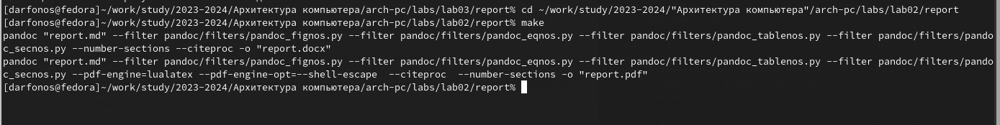 [darfonos@fedora]~/work/study/2023-2024/Архитектура компьютера/arch-pc/labs/lab03/report% cd ~/work/study/2023-2024/"Архитектура компьютера"/arch-pc/labs/lab02/report
[darfonos@fedora]~/work/study/2023-2024/Архитектура компьютера/arch-pc/labs/lab02/report% make
pandoc "report.md" --filter pandoc/filters/pandoc_fignos.py --filter pandoc/filters/pandoc_eqnos.py --filter pandoc/filters/pandoc_tablenos.py --filter pandoc/filters/pando
c_secnos.py --number-sections --citeproc -o "report.docx"
pandoc "report.md" --filter pandoc/filters/pandoc_fignos.py --filter pandoc/filters/pandoc_eqnos.py --filter pandoc/filters/pandoc_tablenos.py --filter pandoc/filters/pando
c_secnos.py --pdf-engine=lualatex --pdf-engine-opt=--shell-escape  --citeproc  --number-sections -o "report.pdf"
[darfonos@fedora]~/work/study/2023-2024/Архитектура компьютера/arch-pc/labs/lab02/report%